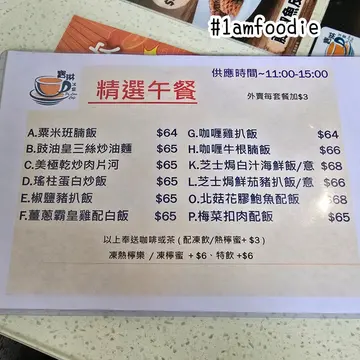 #1amfoodie
精選午餐
供應時間~11:00-15:00
外賣每套餐加$3
A.粟米班腩飯 $64
B.豉油皇三絲炒油麵 $65
C.美極乾炒肉片河 $65
D.瑤柱蛋白炒飯 $65
E.椒鹽豬扒飯 $65
F.薑蔥霸皇雞配白飯 $65
G.咖喱雞扒飯 $64
H.咖喱牛根腩飯 $66
K.芝士焗白汁海鮮飯/意 $68
L.芝士焗鮮茄豬扒飯/意 $66
O.北菇花膠鮑魚配飯 $68
P.梅菜扣肉配飯 $65
以上奉送咖啡或茶 (配凍飲/熱檸蜜+ $3 )
凍熱檸樂 / 凍檸蜜 + $6、特飲 + $6